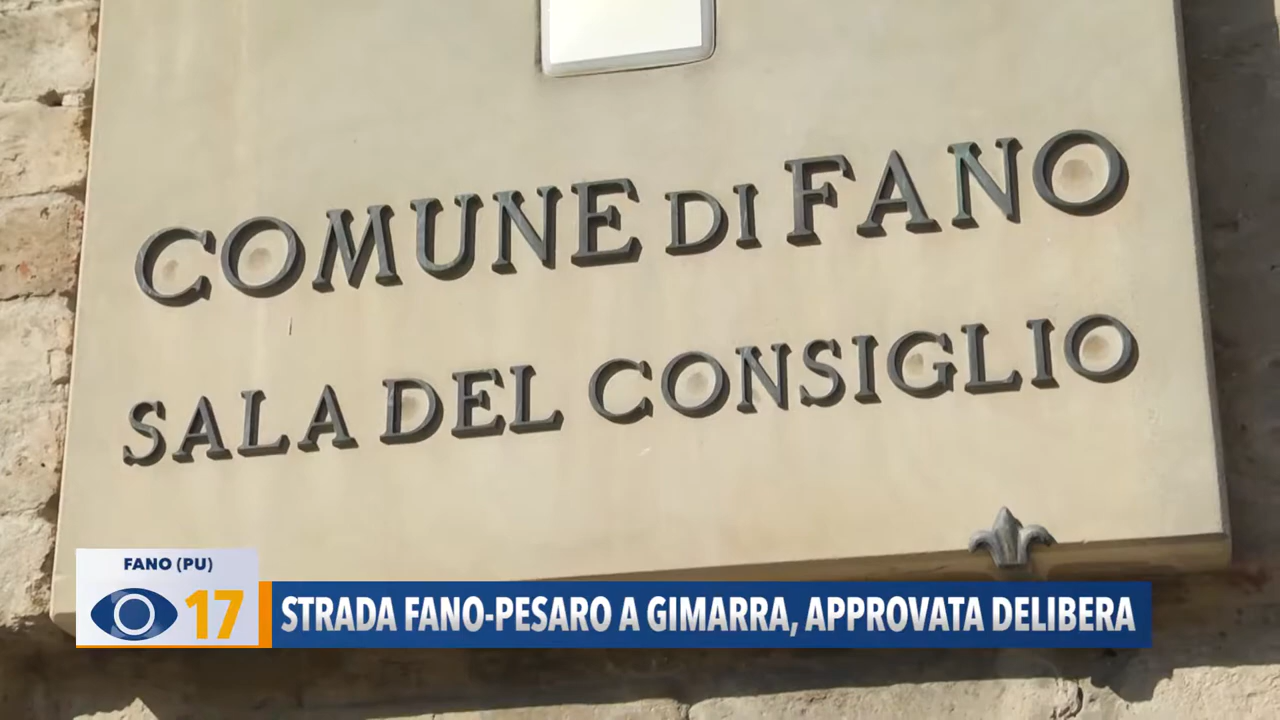 COMUNE DI FANO
SALA DEL CONSIGLIO
FANO (PU)
17
STRADA FANO-PESARO A GIMARRA, APPROVATA DELIBERA